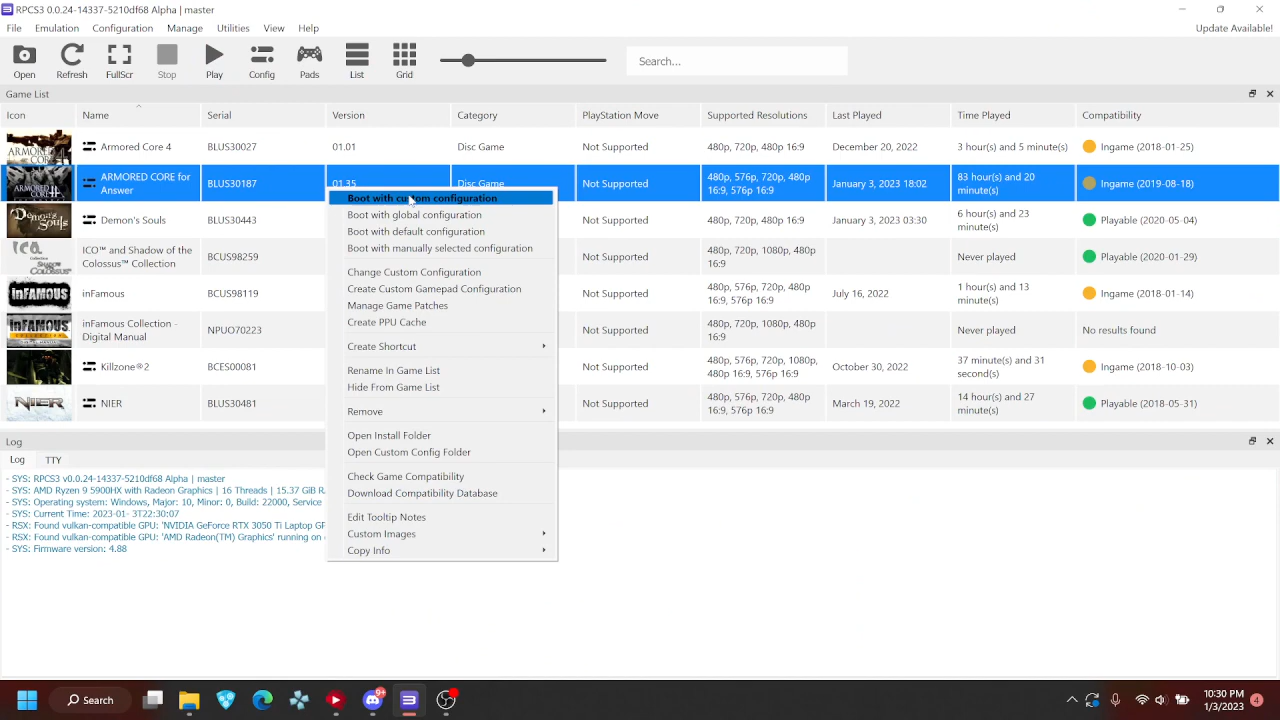 RPCS3 0.0.24-14337-5210df68 Alpha | master
File Emulation Configuration Manage Utilities View Help Update Available!
Open Refresh FullScr Stop Play Config Pads List Grid Search...
Game List
Icon Name Serial Version Category PlayStation Move Supported Resolutions Last Played Time Played Compatibility
Armored Core 4 BLUS30027 01.01 Disc Game Not Supported 480p, 720p, 480p 16:9 December 20, 2022 3 hour(s) and 5 minute(s) Ingame (2018-01-25)
ARMORED CORE for Answer BLUS30187 01.35 Disc Game Not Supported 480p, 576p, 720p, 480p 16:9, 576p 16:9 January 3, 2023 18:02 83 hour(s) and 20 minute(s) Ingame (2019-08-18)
Demon's Souls BLUS30443 Not Supported 480p, 720p, 480p 16:9 January 3, 2023 03:30 6 hour(s) and 23 minute(s) Playable (2020-05-04)
ICO™ and Shadow of the Colossus™ Collection BCUS98259 Not Supported 480p, 720p, 1080p, 480p 16:9 Never played Playable (2020-01-29)
inFAMOUS
inFamous BCUS98119 Not Supported 480p, 576p, 720p, 480p 16:9, 576p 16:9 July 16, 2022 1 hour(s) and 13 minute(s) Ingame (2018-01-14)
inFAMOUS
inFamous Collection - Digital Manual NPUO70223 Not Supported 480p, 720p, 1080p, 480p 16:9 Never played No results found
Killzone®2 BCES00081 Not Supported 480p, 576p, 720p, 1080p, 480p 16:9, 576p 16:9 October 30, 2022 37 minute(s) and 31 second(s) Ingame (2018-10-03)
NIER
NIER BLUS30481 Not Supported 480p, 576p, 720p, 480p 16:9, 576p 16:9 March 19, 2022 14 hour(s) and 27 minute(s) Playable (2018-05-31)
Boot with custom configuration
Boot with global configuration
Boot with default configuration
Boot with manually selected configuration
Change Custom Configuration
Create Custom Gamepad Configuration
Manage Game Patches
Create PPU Cache
Create Shortcut
Rename In Game List
Hide From Game List
Remove
Open Install Folder
Open Custom Config Folder
Check Game Compatibility
Download Compatibility Database
Edit Tooltip Notes
Custom Images
Copy Info
Log
Log TTY
- SYS: RPCS3 v0.0.24-14337-5210df68 Alpha | master
- SYS: AMD Ryzen 9 5900HX with Radeon Graphics | 16 Threads | 15.37 GiB
- SYS: Operating system: Windows, Major: 10, Minor: 0, Build: 22000, Service
- SYS: Current Time: 2023-01- 3T22:30:07
- RSX: Found vulkan-compatible GPU: 'NVIDIA GeForce RTX 3050 Ti Laptop
- RSX: Found vulkan-compatible GPU: 'AMD Radeon(TM) Graphics' running on
- SYS: Firmware version: 4.88
Search 9+ 10:30 PM
1/3/2023 4